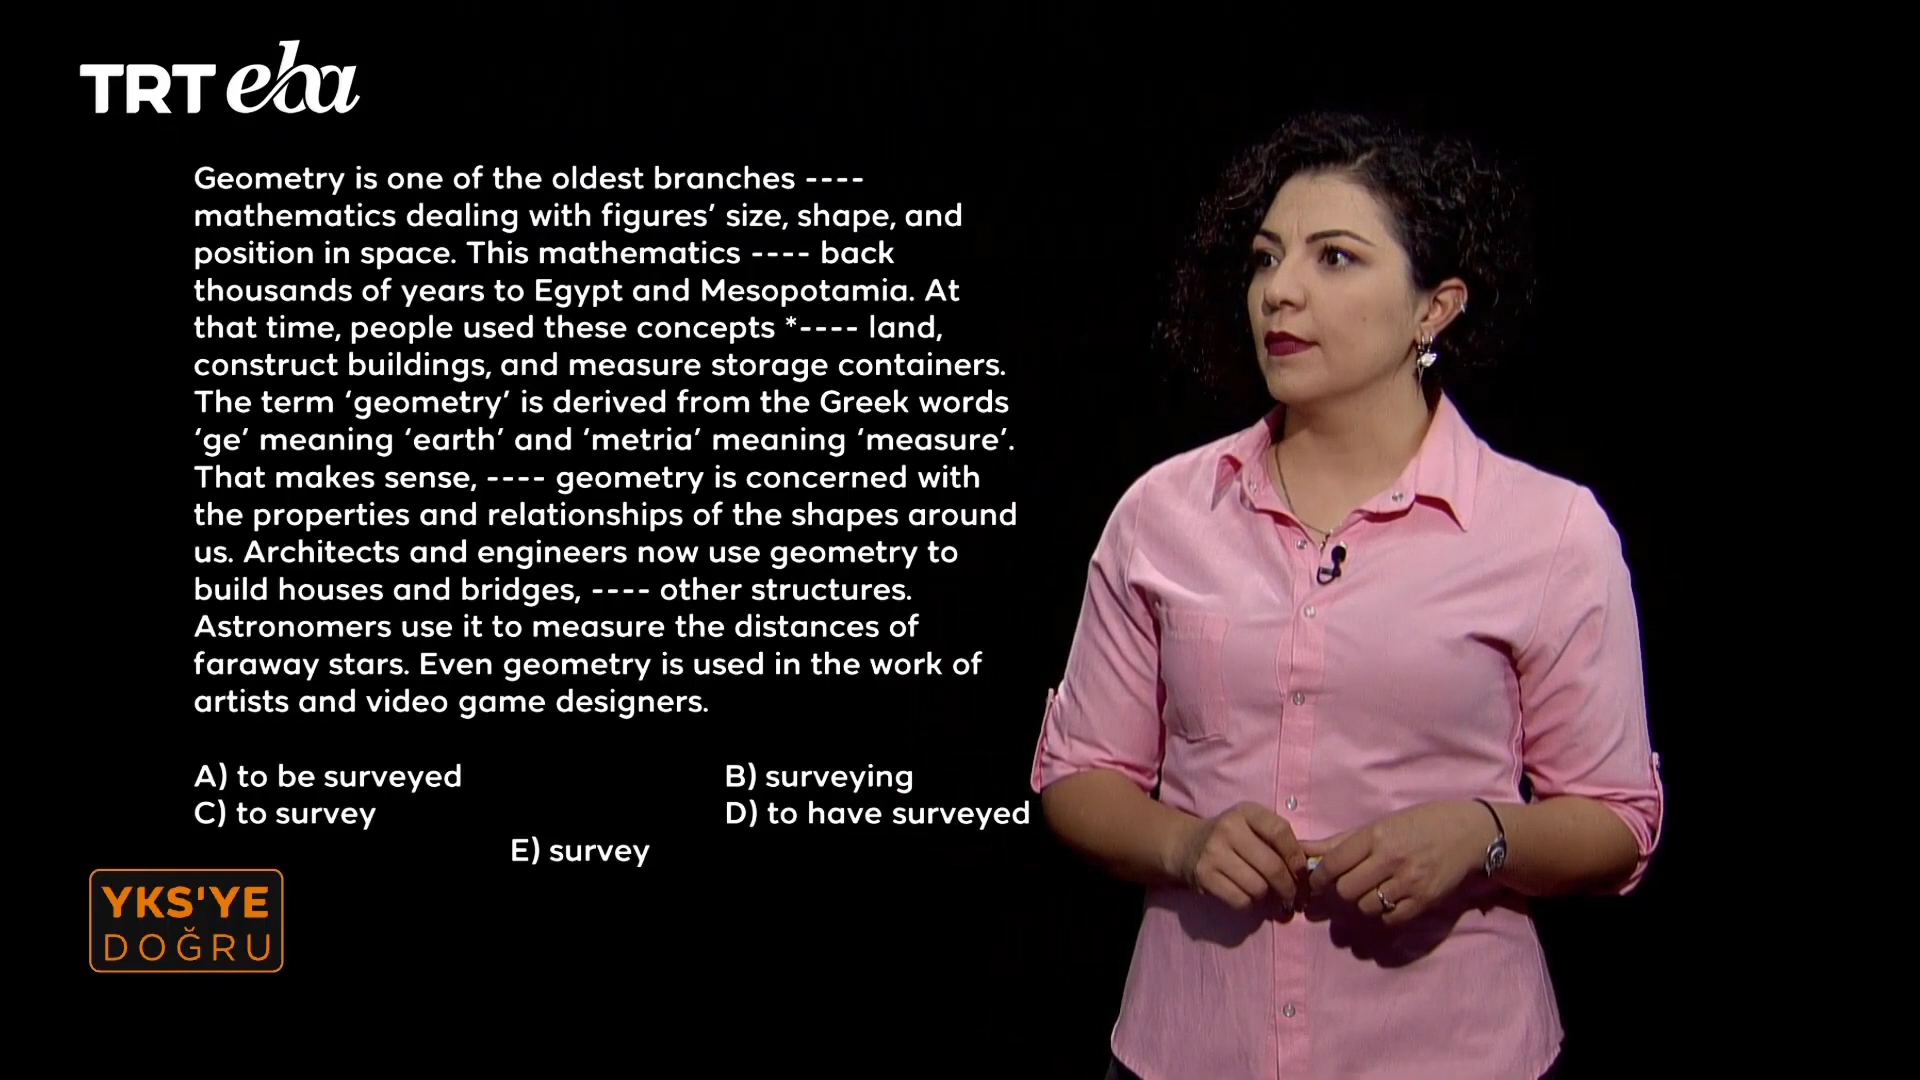 TRT eba
Geometry is one of the oldest branches ----
mathematics dealing with figures’ size, shape, and
position in space. This mathematics ---- back
thousands of years to Egypt and Mesopotamia. At
that time, people used these concepts *---- land,
construct buildings, and measure storage containers.
The term ‘geometry’ is derived from the Greek words
‘ge’ meaning ‘earth’ and ‘metria’ meaning ‘measure’.
That makes sense, ---- geometry is concerned with
the properties and relationships of the shapes around
us. Architects and engineers now use geometry to
build houses and bridges, ---- other structures.
Astronomers use it to measure the distances of
faraway stars. Even geometry is used in the work of
artists and video game designers.
A) to be surveyed B) surveying
C) to survey D) to have surveyed
E) survey
YKS'YE
DOĞRU